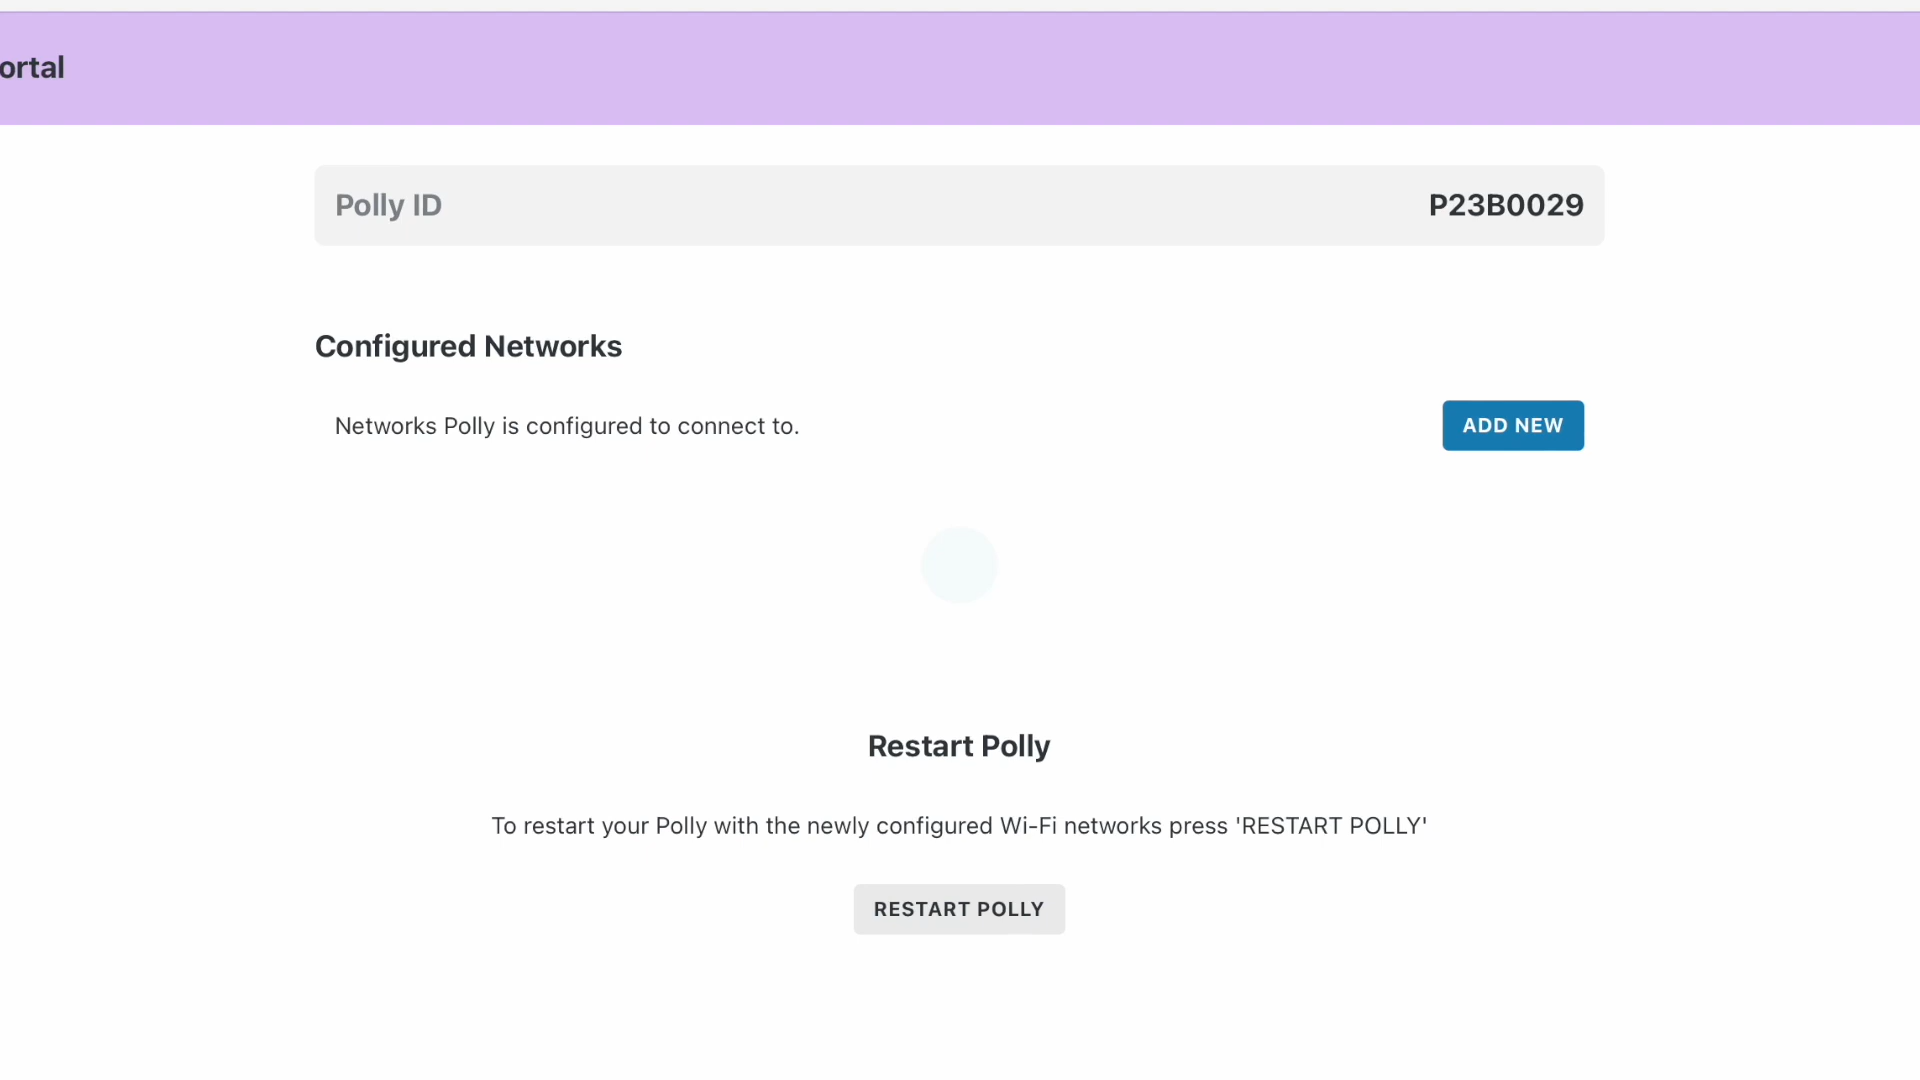 ortal
Polly ID P23B0029
Configured Networks
Networks Polly is configured to connect to. ADD NEW
Restart Polly
To restart your Polly with the newly configured Wi-Fi networks press 'RESTART POLLY'
RESTART POLLY